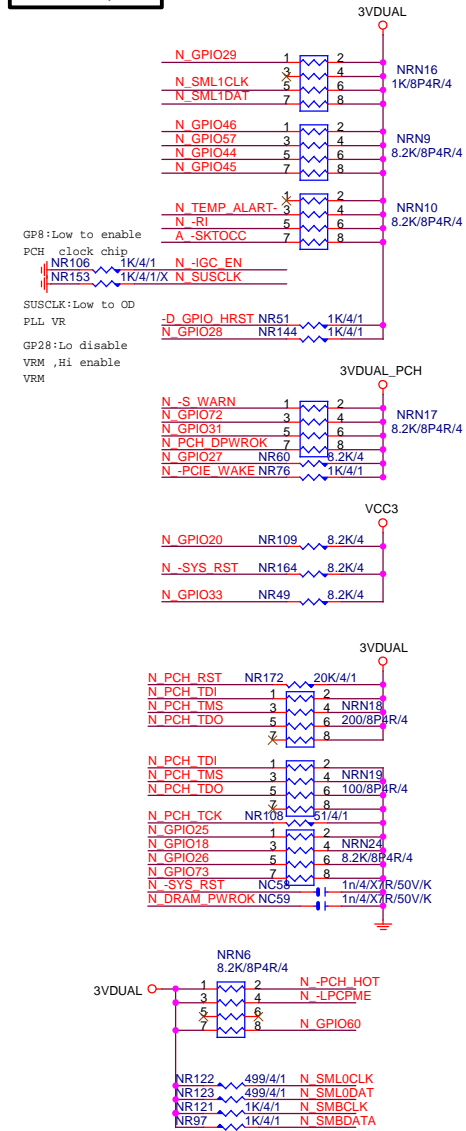 3VDUAL
N_GPIO29 1 2
3 4 NRN16
N_SML1CLK 5 6 1K/8P4R/4
N_SML1DAT 7 8
N_GPIO46 1 2
N_GPIO57 3 4 NRN9
N_GPIO44 5 6 8.2K/8P4R/4
N_GPIO45 7 8
1 2
N_TEMP_ALART- 3 4 NRN10
N_-RI 5 6 8.2K/8P4R/4
A_-SKTOCC 7 8
GP8:Low to enable
PCH clock chip
NR106 1K/4/1 N_-IGC_EN
NR153 1K/4/1/X N_SUSCLK
SUSCLK:Low to OD
PLL VR
-D_GPIO_HRST NR51 1K/4/1
N_GPIO28 NR144 1K/4/1
GP28:Lo disable
VRM ,Hi enable
VRM
3VDUAL_PCH
N_-S_WARN 1 2
N_GPIO72 3 4 NRN17
N_GPIO31 5 6 8.2K/8P4R/4
N_PCH_DPWROK 7 8
N_GPIO27 NR60 8.2K/4
N_-PCIE_WAKE NR76 1K/4/1
VCC3
N_GPIO20 NR109 8.2K/4
N_-SYS_RST NR164 8.2K/4
N_GPIO33 NR49 8.2K/4
3VDUAL
N_PCH_RST NR172 20K/4/1
N_PCH_TDI 1 2
N_PCH_TMS 3 4 NRN18
N_PCH_TDO 5 6 200/8P4R/4
7 8
N_PCH_TDI 1 2
N_PCH_TMS 3 4 NRN19
N_PCH_TDO 5 6 100/8P4R/4
7 8
N_PCH_TCK NR108 51/4/1
N_GPIO25 1 2
N_GPIO18 3 4 NRN24
N_GPIO26 5 6 8.2K/8P4R/4
N_GPIO73 7 8
N_-SYS_RST NC58 1n/4/X7R/50V/K
N_DRAM_PWROK NC59 1n/4/X7R/50V/K
NRN6
8.2K/8P4R/4
3VDUAL 1 2 N_-PCH_HOT
3 4 N_-LPCPME
5 6
7 8 N_GPIO60
NR122 499/4/1 N_SML0CLK
NR123 499/4/1 N_SML0DAT
NR121 1K/4/1 N_SMBCLK
NR97 1K/4/1 N_SMBDATA